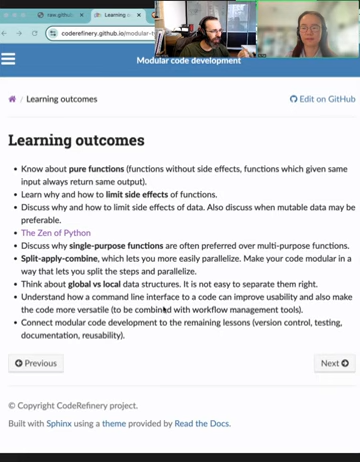 raw.github
Learning o
coderefinery.github.io/modular-t
Modular code development
Learning outcomes
Edit on GitHub
Learning outcomes
Know about pure functions (functions without side effects, functions which given same
input always return same output).
Learn why and how to limit side effects of functions.
Discuss why and how to limit side effects of data. Also discuss when mutable data may be
preferable.
The Zen of Python
Discuss why single-purpose functions are often preferred over multi-purpose functions.
Split-apply-combine, which lets you more easily parallelize. Make your code modular in a
way that lets you split the steps and parallelize.
Think about global vs local data structures. It is not easy to separate them right.
Understand how a command line interface to a code can improve usability and also make
the code more versatile (to be combined with workflow management tools).
Connect modular code development to the remaining lessons (version control, testing,
documentation, reusability).
Previous
Next
© Copyright CodeRefinery project.
Built with Sphinx using a theme provided by Read the Docs.